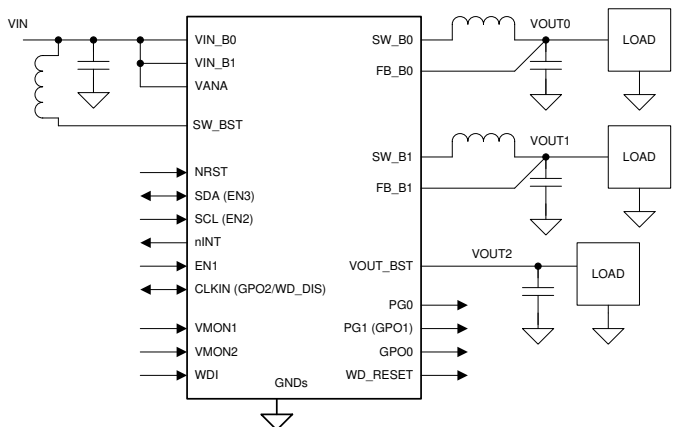 VIN
VIN_B0
VIN_B1
VANA
SW_BST
NRST
SDA (EN3)
SCL (EN2)
nINT
EN1
CLKIN (GPO2/WD_DIS)
VMON1
VMON2
WDI
GNDs
SW_B0
FB_B0
SW_B1
FB_B1
VOUT_BST
PG0
PG1 (GPO1)
GPO0
WD_RESET
VOUT0
LOAD
VOUT1
LOAD
VOUT2
LOAD